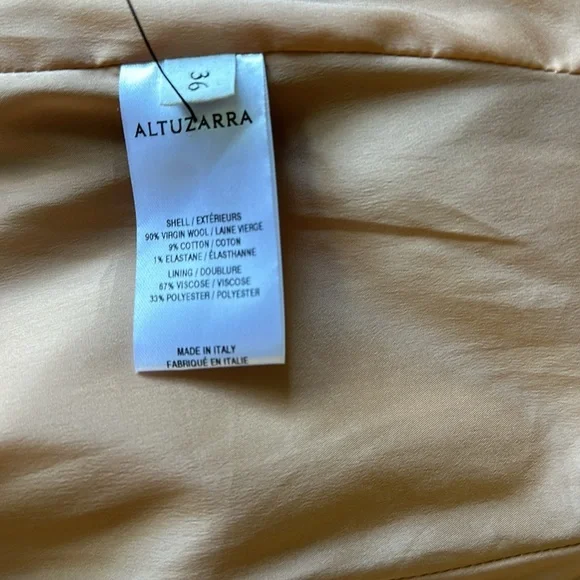 36
ALTUZARRA
SHELL / EXTÉRIEURS
90% VIRGIN WOOL / LAINE VIERGE
9% COTTON / COTON
1% ELASTANE / ÉLASTHANNE
LINING / DOUBLURE
67% VISCOSE / VISCOSE
33% POLYESTER / POLYESTER
MADE IN ITALY
FABRIQUÉ EN ITALIE